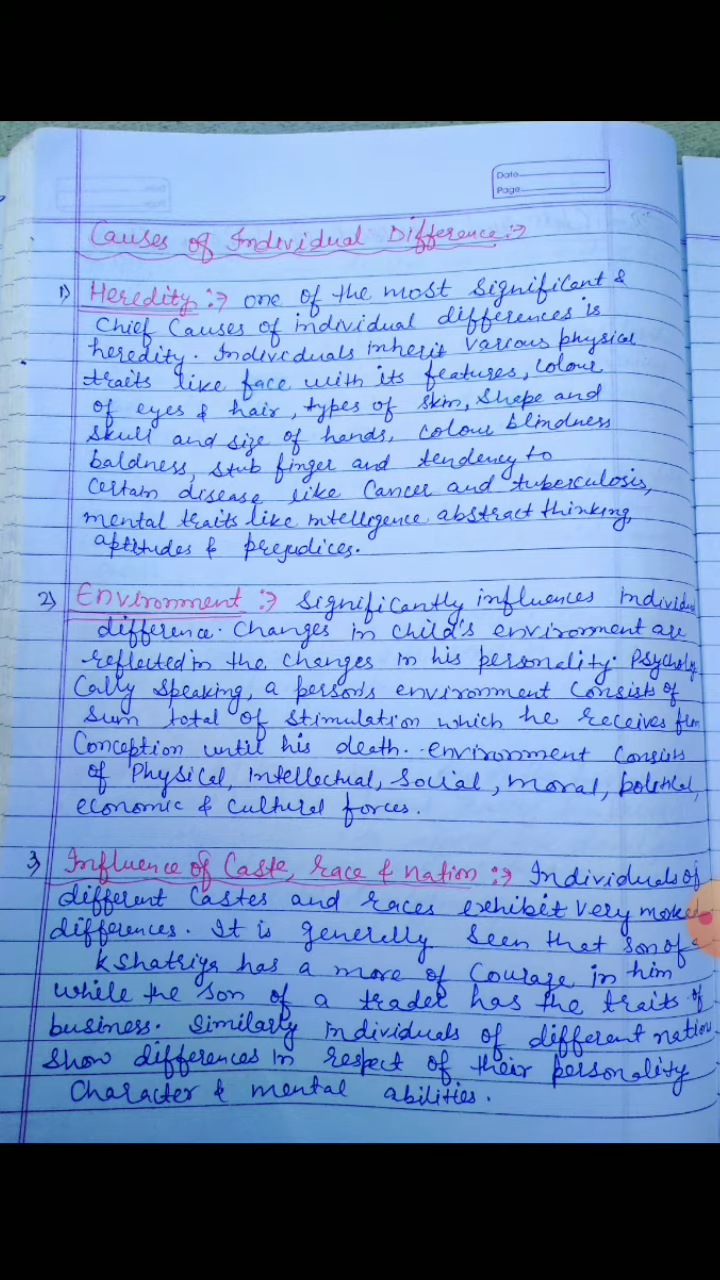 Date
Page
Causes of Individual Difference :→
1) Heredity :→ one of the most significant &
Chief Causes of individual differences is
heredity. Individuals inherit various physical
traits like face with its features, colour
of eyes & hair, types of skin, shape and
skull and size of hands, colour blindness
baldness, stub finger and tendency to
certain disease like Cancer and tuberculosis,
mental traits like intelligence abstract thinking,
aptitudes & prejudices.
2) Environment :→ Significantly influences individu
difference. Changes in child's environment are
reflected in the changes in his personality. Psycholgi
Cally speaking, a person's environment consists of
sum total of stimulation which he receives from
Conception until his death. environment consists
of Physical, intellectual, social, moral, political,
economic & cultural forces.
3) Influence of Caste, race & nation :→ Individuals of
different Castes and races exhibit very marked
differences. It is generally seen that son of a
kshatriya has a more of Courage in him
while the son of a trader has the traits of
business. Similarly individuals of different nation
show differences in respect of their personality
Character & mental abilities.